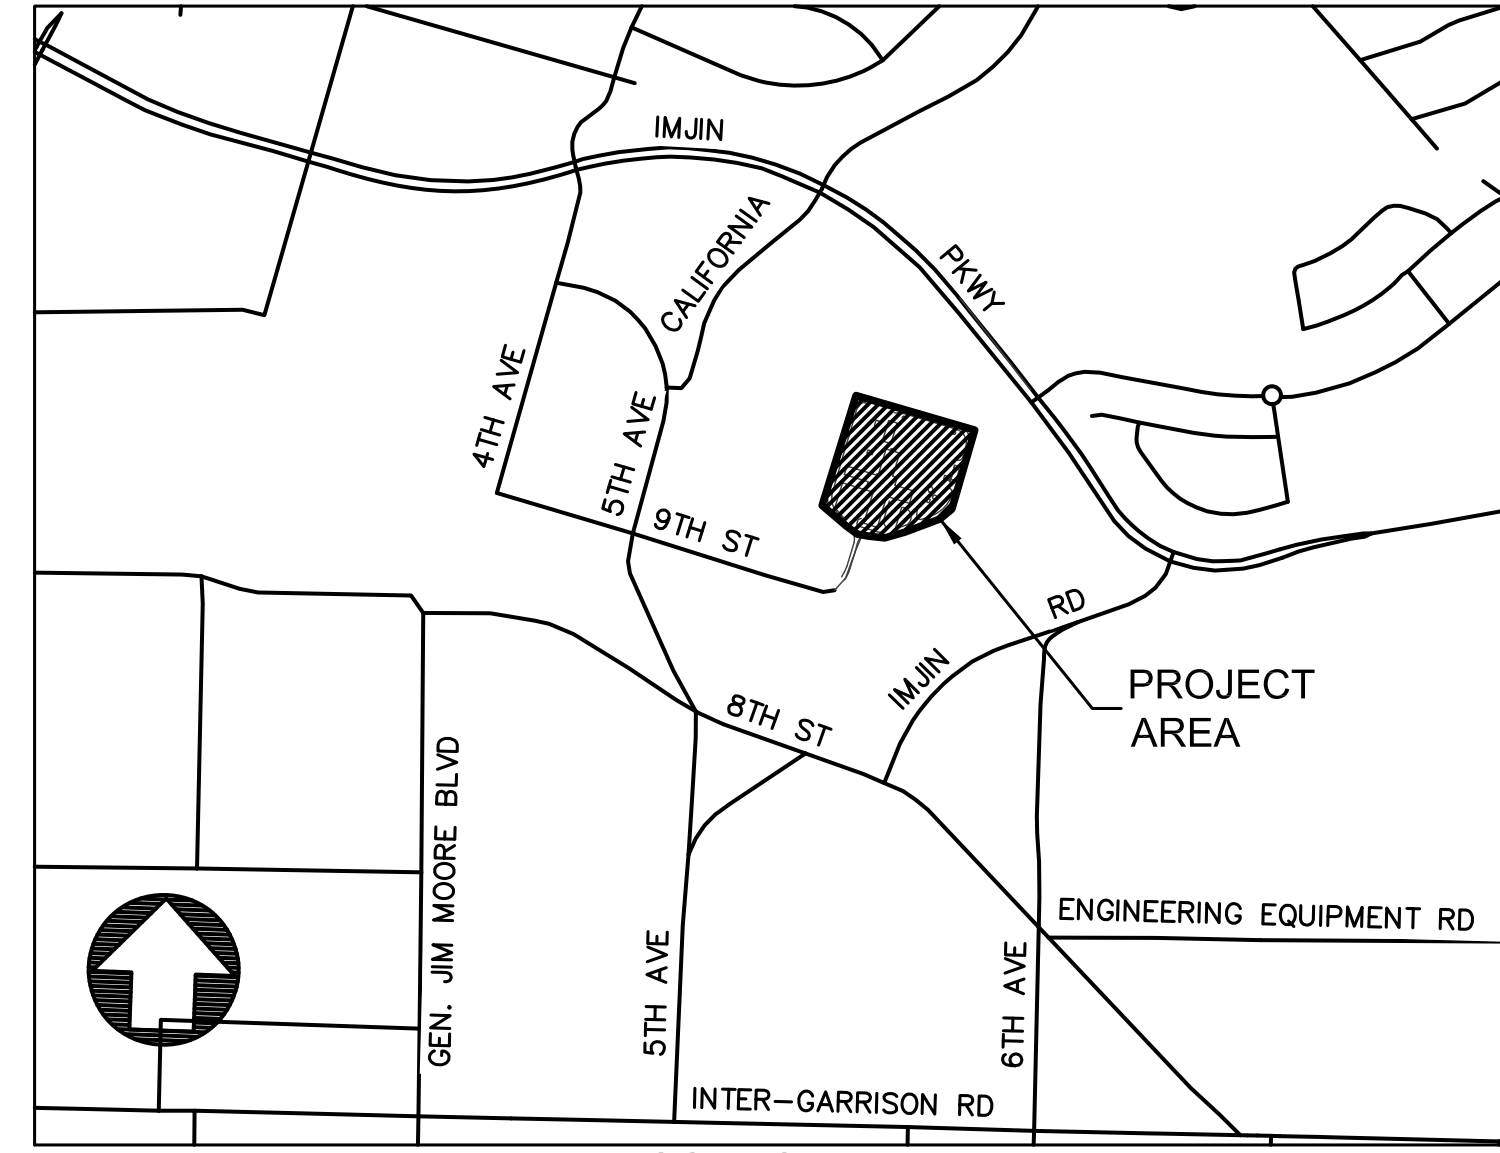 IMJIN
CALIFORNIA
PKWY
4TH AVE
5TH AVE
9TH ST
RD
IMJIN
PROJECT
AREA
8TH ST
GEN. JIM MOORE BLVD
ENGINEERING EQUIPMENT RD
5TH AVE
6TH AVE
INTER-GARRISON RD